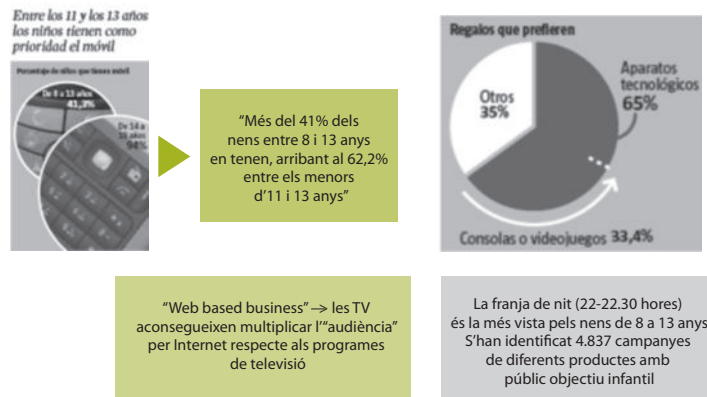 Entre los 11 y los 13 años
los niños tienen como
prioridad el móvil
Porcentaje de niños que tienen móvil
De 8 a 13 años
41,3%
De 14 a
94%
“Més del 41% dels
nens entre 8 i 13 anys
en tenen, arribant al 62,2%
entre els menors
d’11 i 13 anys”
Regalos que prefieren
Otros
35%
Aparatos
tecnológicos
65%
Consolas o videojuegos 33,4%
“Web based business” → les TV
aconsegueixen multiplicar l’“audiència”
per Internet respecte als programes
de televisió
La franja de nit (22-22.30 hores)
és la més vista pels nens de 8 a 13 anys
S’han identificat 4.837 campanyes
de diferents productes amb
públic objectiu infantil